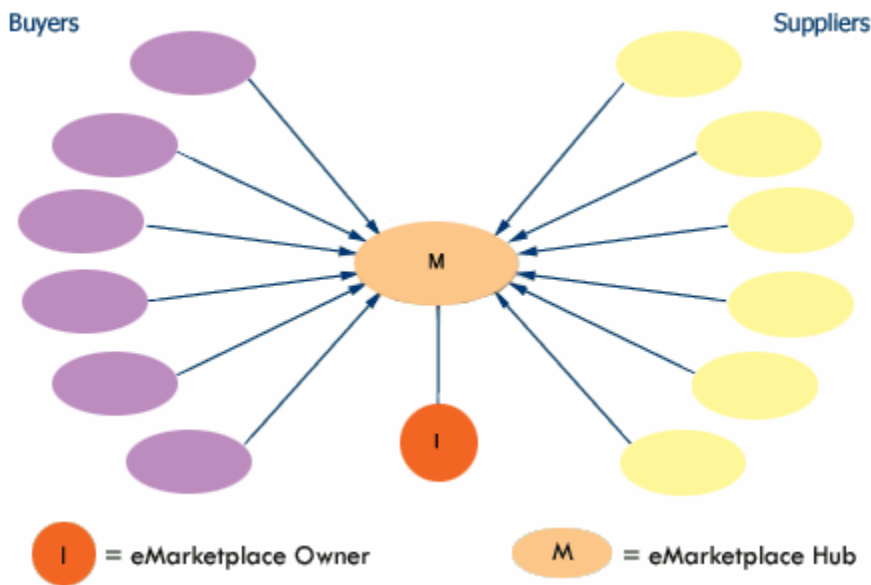 Buyers
Suppliers
M
I
I = eMarketplace Owner
M = eMarketplace Hub